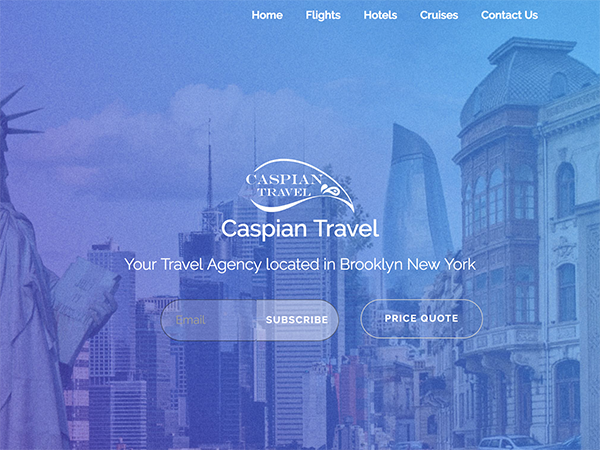 Home Flights Hotels Cruises Contact Us
CASPIAN
TRAVEL
Caspian Travel
Your Travel Agency located in Brooklyn New York
Email SUBSCRIBE PRICE QUOTE